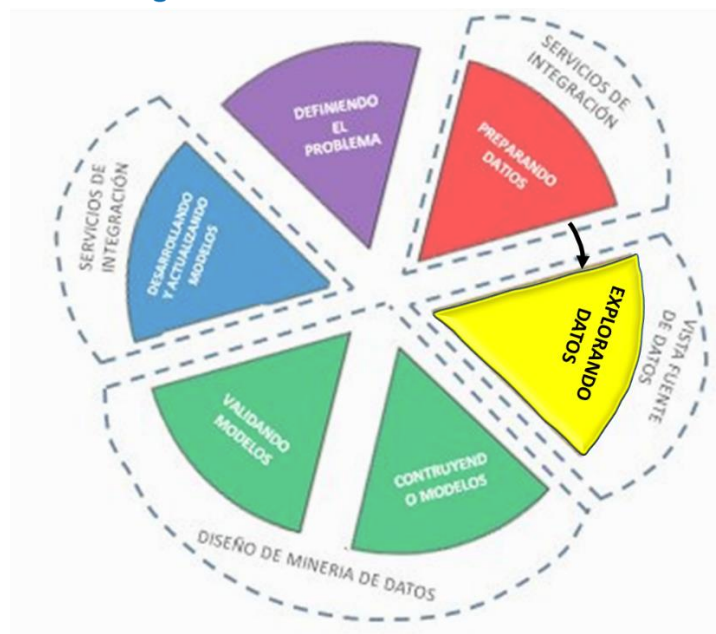 DEFINIENDO
EL
PROBLEMA
SERVICIOS DE
INTEGRACIÓN
PREPARANDO
DATIOS
EXPLORANDO
DATOS
VISTA FUENTE
DE DATOS
CONTRUYEND
O MODELOS
VALIDANDO
MODELOS
DISEÑO DE MINERIA DE DATOS
DESARROLLANDO
Y ACTUALIZANDO
MODELOS
SERVICIOS DE
INTEGRACIÓN